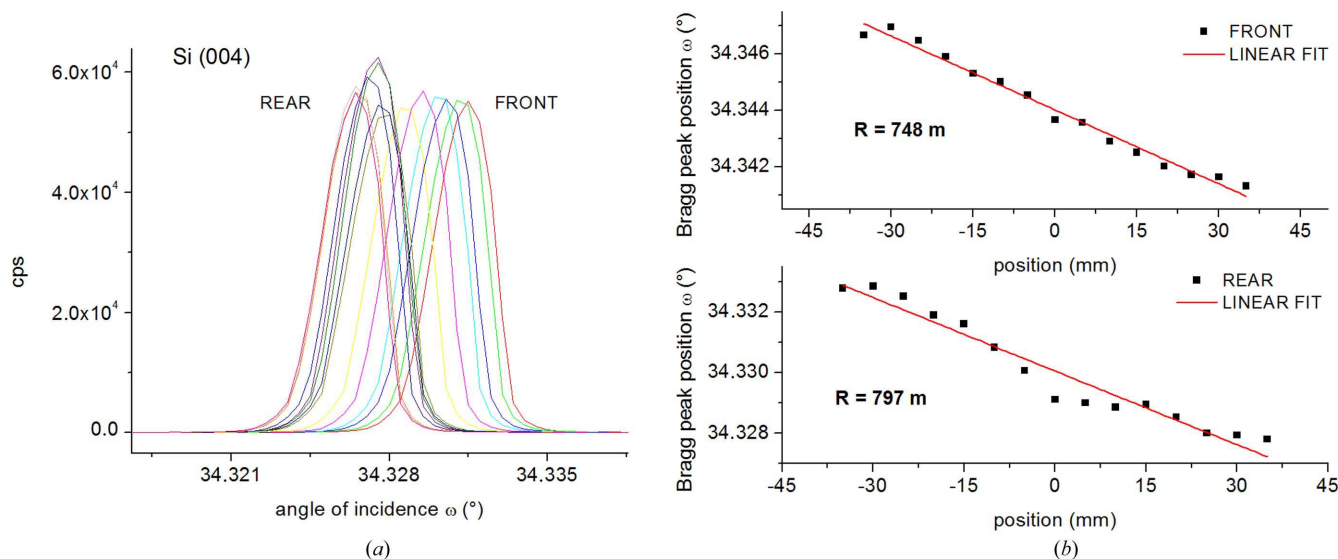 Si (004)
REAR
FRONT
cps
6.0x10⁴
4.0x10⁴
2.0x10⁴
0.0
34.321
34.328
34.335
angle of incidence ω (°)
(a)
Bragg peak position ω (°)
34.346
34.344
34.342
FRONT
LINEAR FIT
R = 748 m
-45
-30
-15
0
15
30
45
position (mm)
Bragg peak position ω (°)
34.332
34.330
34.328
REAR
LINEAR FIT
R = 797 m
-45
-30
-15
0
15
30
45
position (mm)
(b)